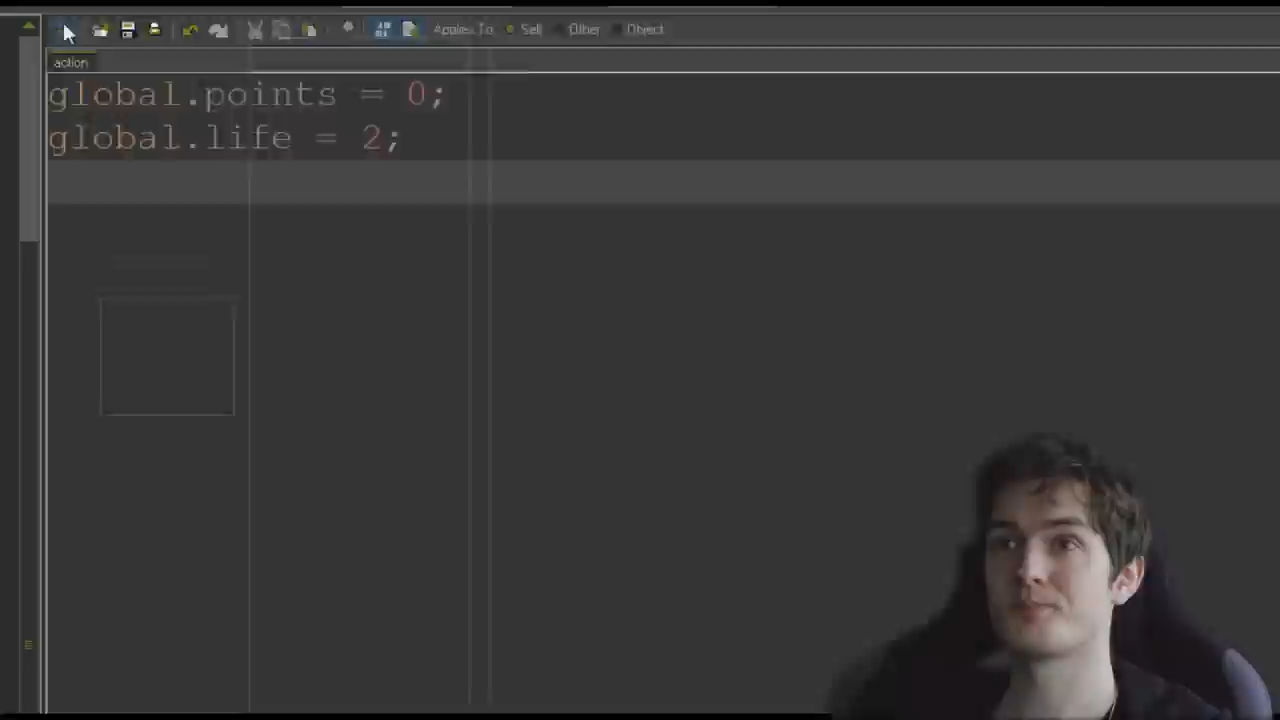 Applies To: Self Other Object
action
global.points = 0;
global.life = 2;